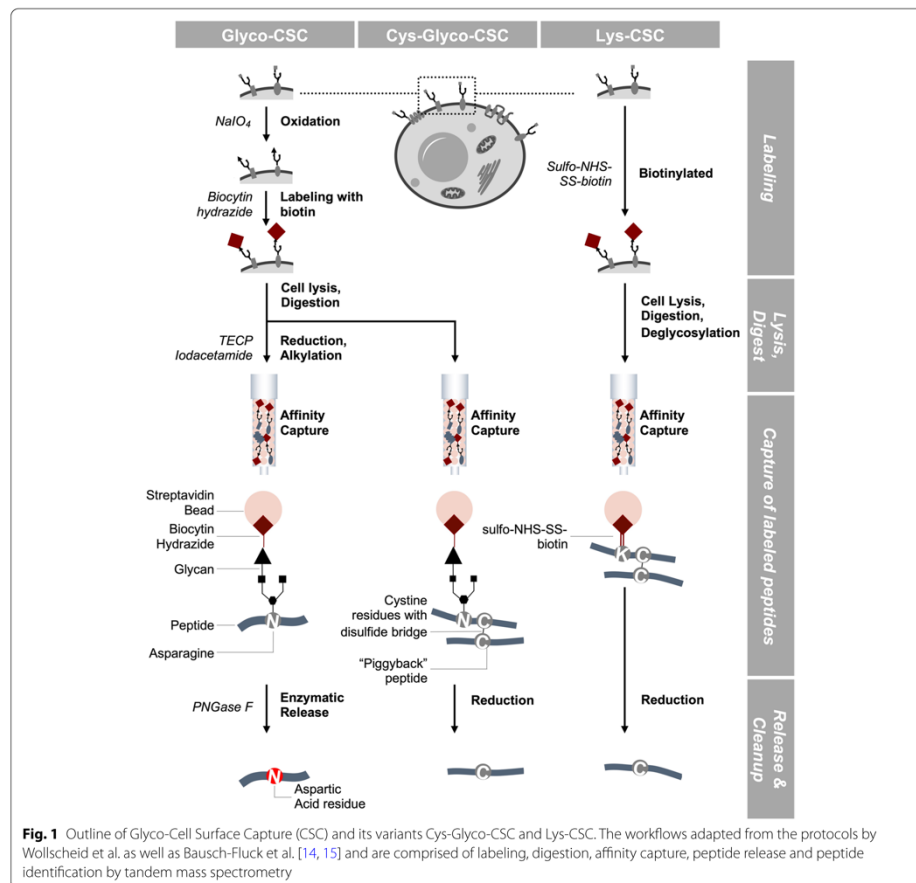 Glyco-CSC
Cys-Glyco-CSC
Lys-CSC
Labeling
NaIO4
Oxidation
Biocytin
hydrazide
Labeling with
biotin
Sulfo-NHS-
SS-biotin
Biotinylated
Lysis,
Digest
Cell lysis,
Digestion
TECP
Iodacetamide
Reduction,
Alkylation
Cell Lysis,
Digestion,
Deglycosylation
Capture of labeled peptides
Affinity
Capture
Affinity
Capture
Affinity
Capture
Streptavidin
Bead
Biocytin
Hydrazide
Glycan
Peptide
Asparagine
N
Cystine
residues with
disulfide bridge
"Piggyback"
peptide
N
C
C
sulfo-NHS-SS-
biotin
K
C
C
Release &
Cleanup
PNGase F
Enzymatic
Release
Reduction
Reduction
N
Aspartic
Acid residue
C
C
Fig. 1 Outline of Glyco-Cell Surface Capture (CSC) and its variants Cys-Glyco-CSC and Lys-CSC. The workflows adapted from the protocols by
Wollscheid et al. as well as Bausch-Fluck et al. [14, 15] and are comprised of labeling, digestion, affinity capture, peptide release and peptide
identification by tandem mass spectrometry